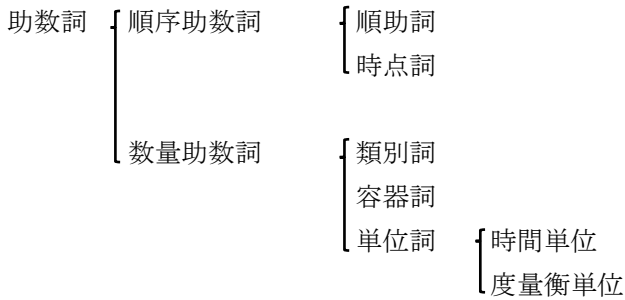 助数詞 順序助数詞 順助詞
時点詞
数量助数詞 類別詞
容器詞
単位詞 時間単位
度量衡単位